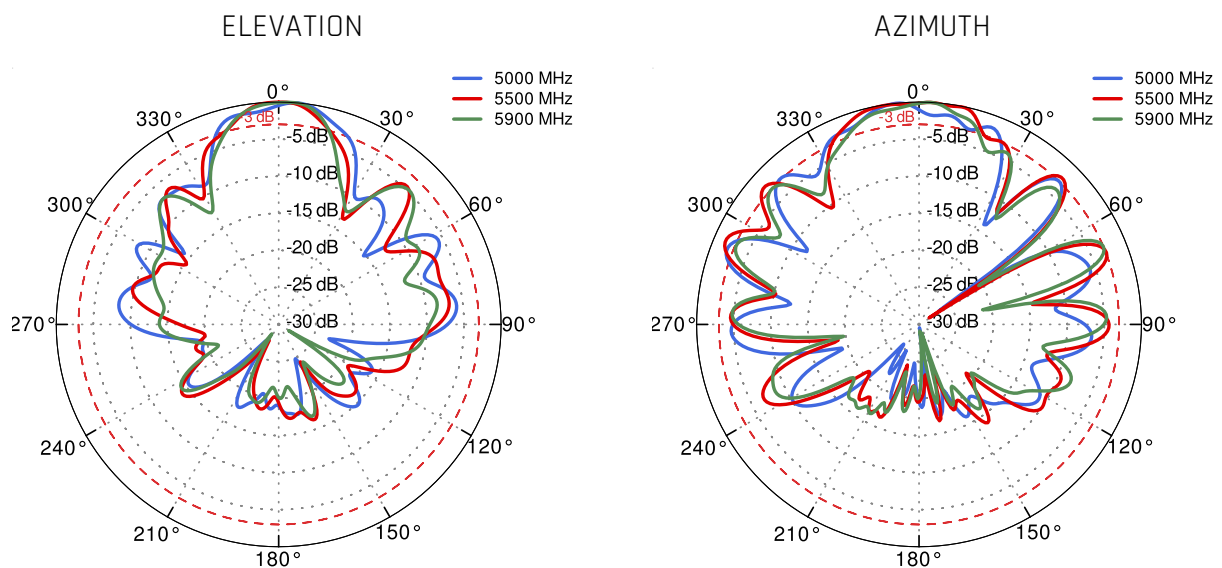 ELEVATION
5000 MHz
5500 MHz
5900 MHz
0°
30°
60°
90°
120°
150°
180°
210°
240°
270°
300°
330°
3 dB
-5 dB
-10 dB
-15 dB
-20 dB
-25 dB
-30 dB
AZIMUTH
5000 MHz
5500 MHz
5900 MHz
0°
30°
60°
90°
120°
150°
180°
210°
240°
270°
300°
330°
-3 dB
-5 dB
-10 dB
-15 dB
-20 dB
-25 dB
-30 dB